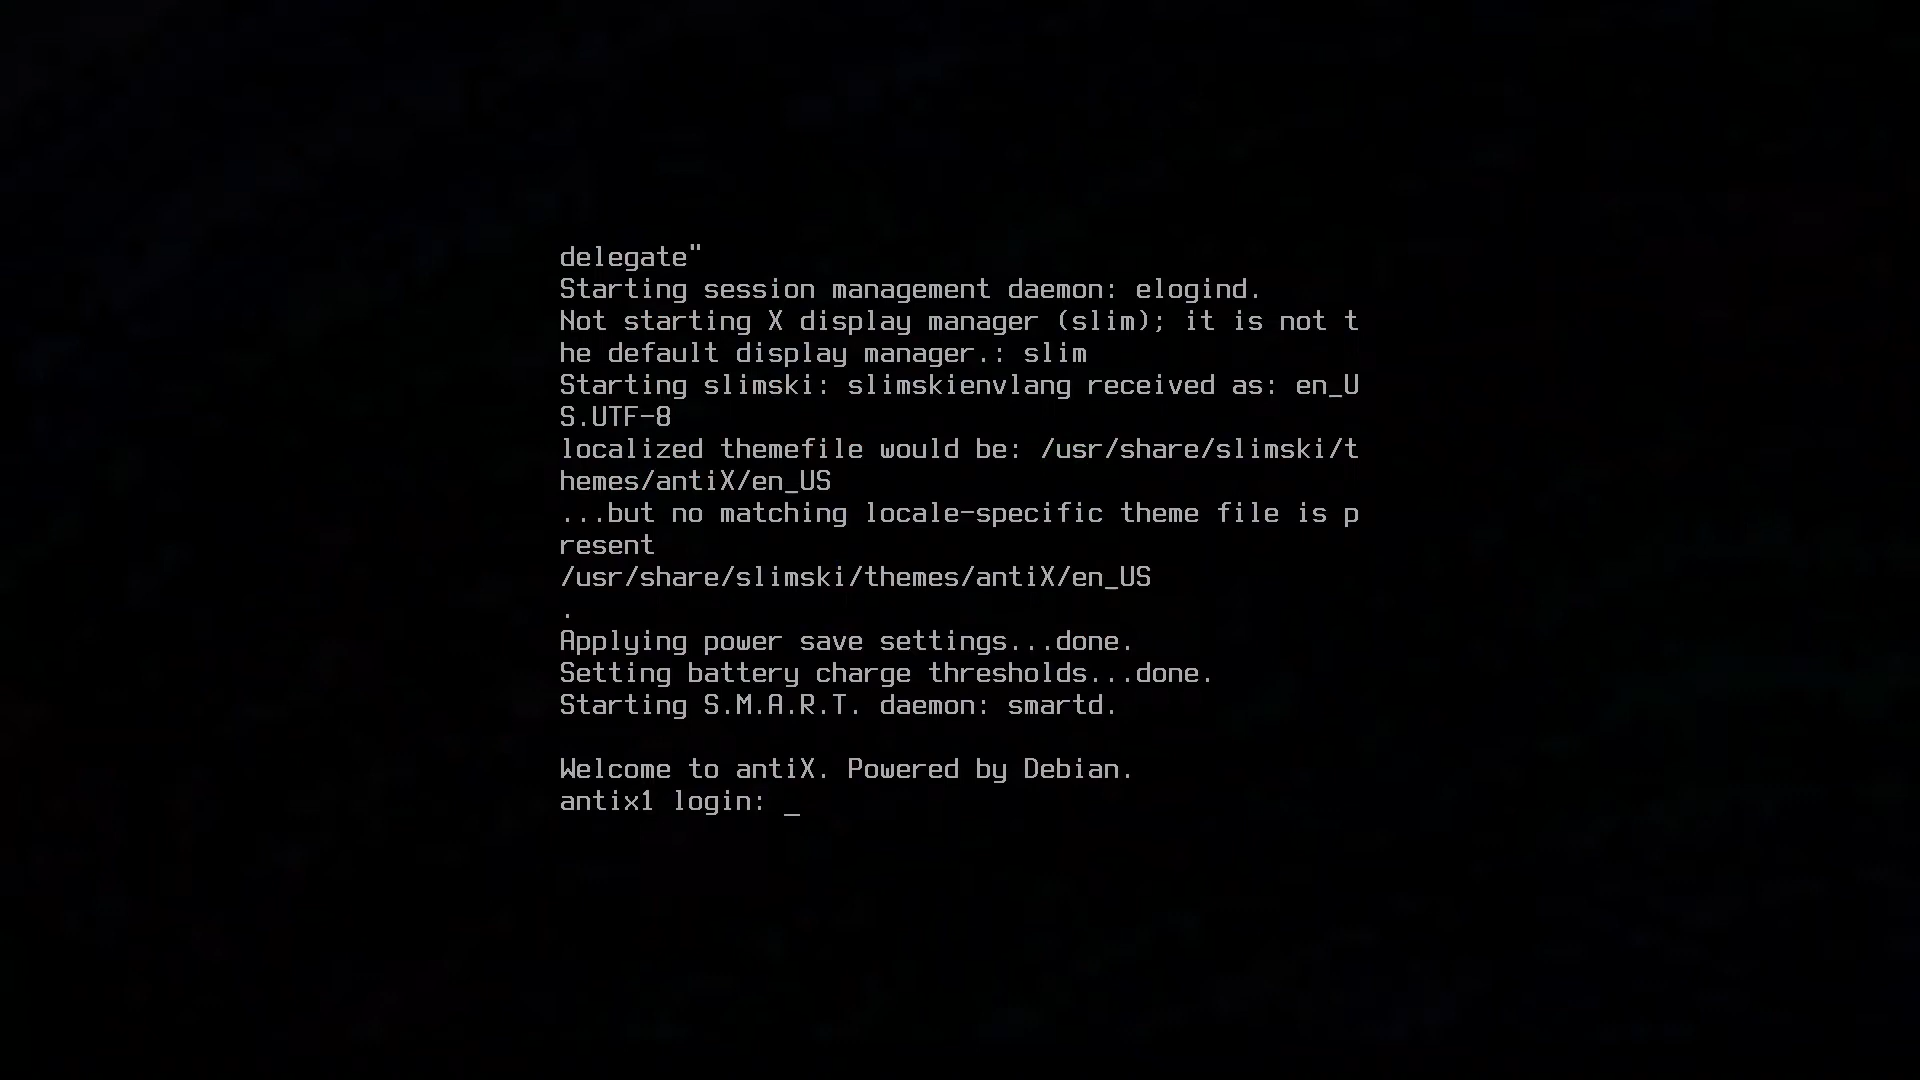 delegate"
Starting session management daemon: elogind.
Not starting X display manager (slim); it is not t
he default display manager.: slim
Starting slimski: slimskienvlang received as: en_U
S.UTF-8
localized themefile would be: /usr/share/slimski/t
hemes/antiX/en_US
...but no matching locale-specific theme file is p
resent
/usr/share/slimski/themes/antiX/en_US
.
Applying power save settings...done.
Setting battery charge thresholds...done.
Starting S.M.A.R.T. daemon: smartd.

Welcome to antiX. Powered by Debian.
antix1 login: _